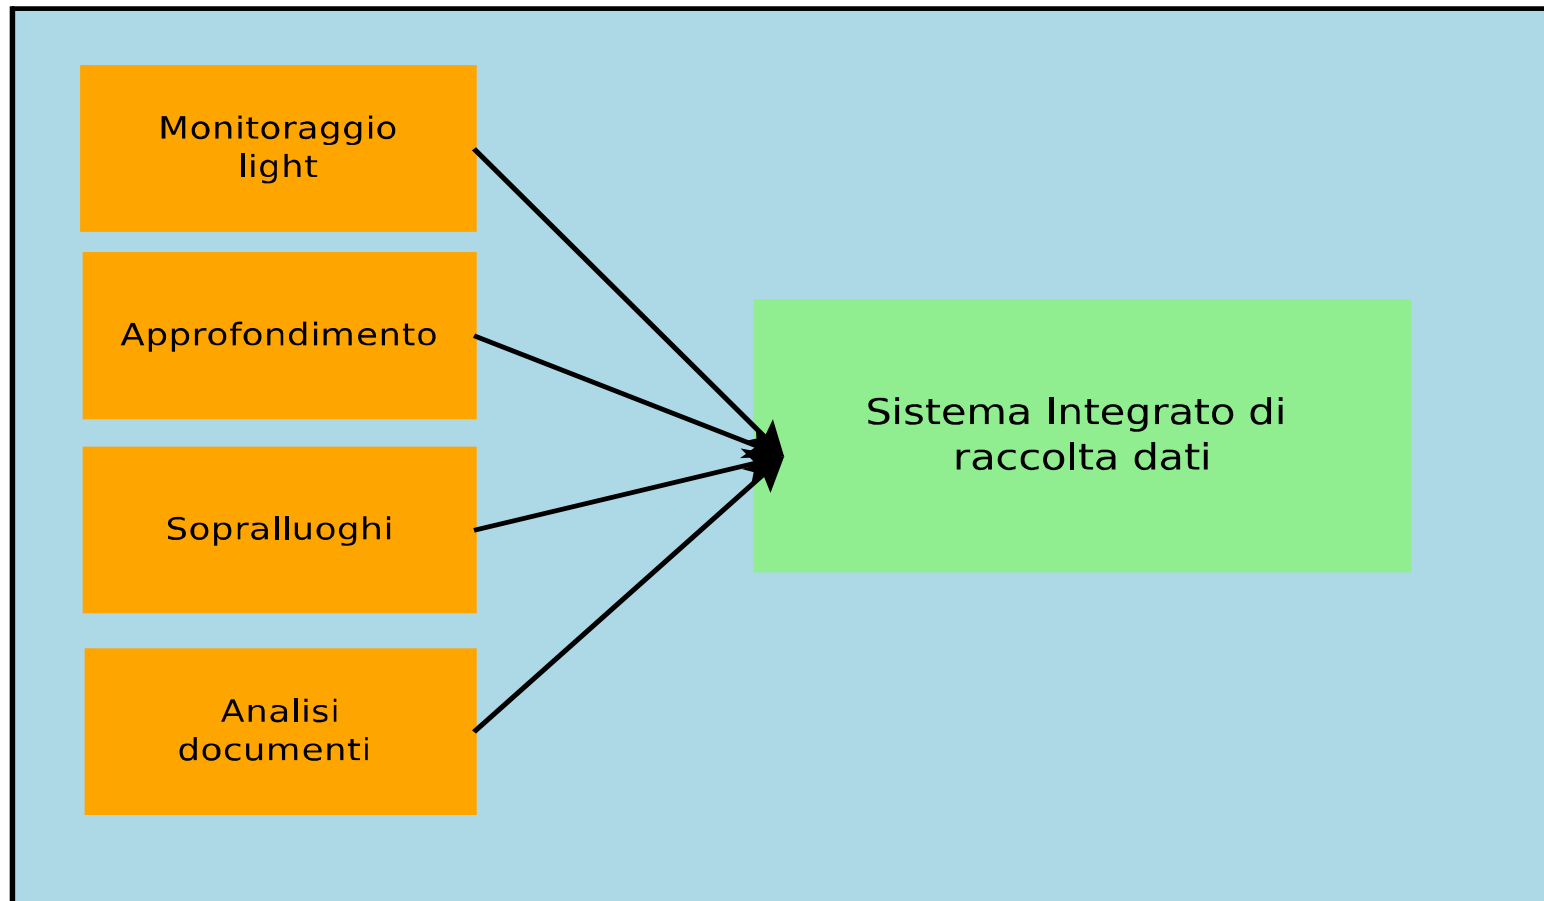 Monitoraggio
light
Approfondimento
Sopralluoghi
Analisi
documenti
Sistema Integrato di
raccolta dati